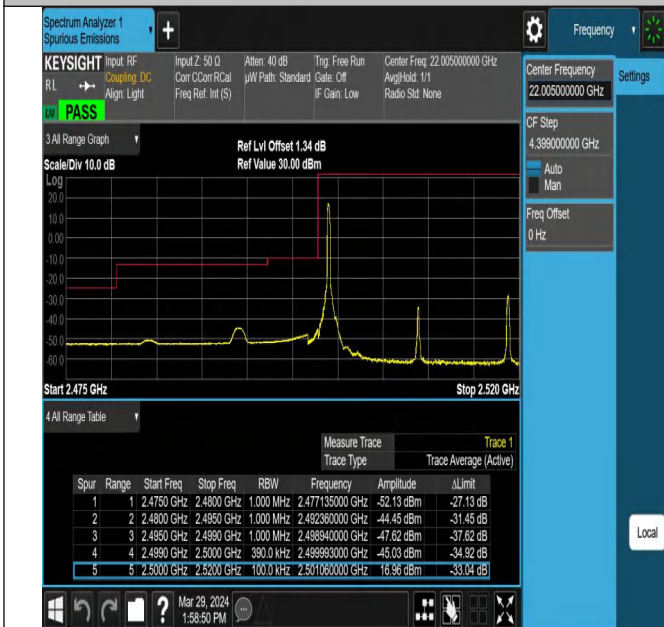 Spectrum Analyzer 1
Spurious Emissions
+
Frequency
KEYSIGHT Input: RF Input Z: 50 Ω Atten: 40 dB Trig: Free Run Center Freq: 22.005000000 GHz
RL Coupling: DC Corr CCorr RCal µW Path: Standard Gate: Off Avg|Hold: 1/1
Align: Light Freq Ref: Int (S) IF Gain: Low Radio Std: None
PASS
Center Frequency
22.005000000 GHz
Settings
CF Step
4.399000000 GHz
Auto
Man
Freq Offset
0 Hz
3 All Range Graph
Ref Lvl Offset 1.34 dB
Scale/Div 10.0 dB Ref Value 30.00 dBm
Log
20.0
10.0
0.00
-10.0
-20.0
-30.0
-40.0
-50.0
-60.0
Start 2.475 GHz Stop 2.520 GHz
4 All Range Table
Measure Trace Trace 1
Trace Type Trace Average (Active)
Spur Range Start Freq Stop Freq RBW Frequency Amplitude ΔLimit
1 1 2.4750 GHz 2.4800 GHz 1.000 MHz 2.477135000 GHz -52.13 dBm -27.13 dB
2 2 2.4800 GHz 2.4950 GHz 1.000 MHz 2.492360000 GHz -44.45 dBm -31.45 dB
3 3 2.4950 GHz 2.4990 GHz 1.000 MHz 2.498940000 GHz -47.62 dBm -37.62 dB
4 4 2.4990 GHz 2.5000 GHz 390.0 kHz 2.499993000 GHz -45.03 dBm -34.92 dB
5 5 2.5000 GHz 2.5200 GHz 100.0 kHz 2.501060000 GHz 16.96 dBm -33.04 dB
Local
?
Mar 29, 2024
1:58:50 PM